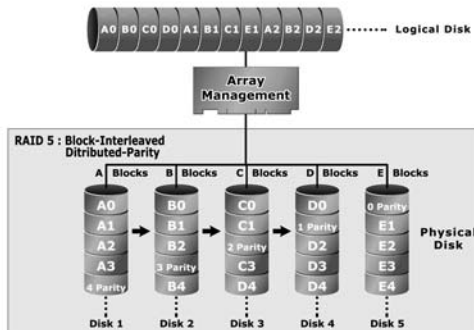 A0 B0 C0 D0 A1 B1 C1 E1 A2 B2 D2 E2 Logical Disk
Array
Management
RAID 5 : Block-Interleaved
Ditributed-Parity
A Blocks B Blocks C Blocks D Blocks E Blocks
A0 B0 C0 D0 0 Parity
A1 B1 C1 1 Parity E1
A2 B2 2 Parity D2 E2
A3 3 Parity C3 D3 E3
4 Parity B4 D4 D4 E4
Physical
Disk
Disk 1 Disk 2 Disk 3 Disk 4 Disk 5